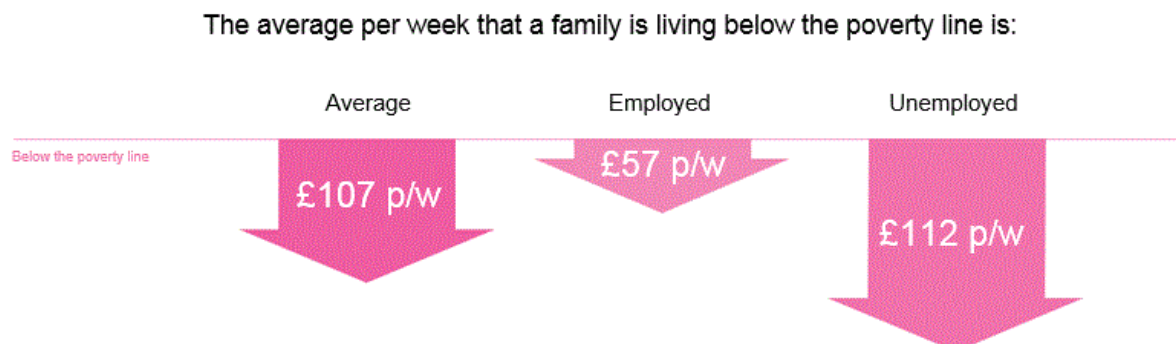 The average per week that a family is living below the poverty line is:
Average Employed Unemployed
Below the poverty line
£107 p/w £57 p/w £112 p/w